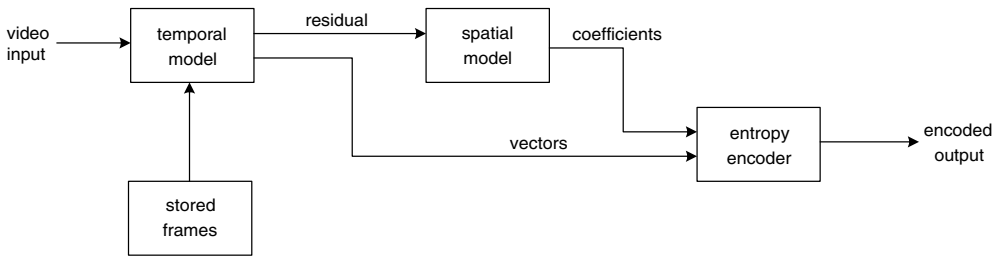 video
input
temporal
model
residual
spatial
model
coefficients
vectors
entropy
encoder
encoded
output
stored
frames